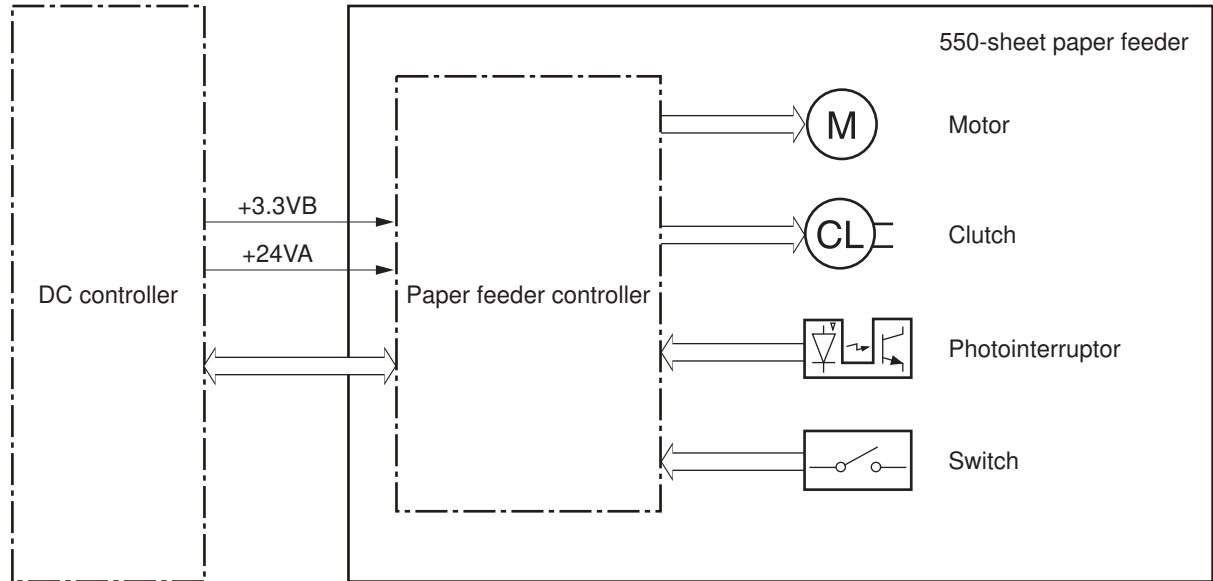 550-sheet paper feeder
M
Motor
+3.3VB
CL
Clutch
+24VA
DC controller
Paper feeder controller
Photointerruptor
Switch